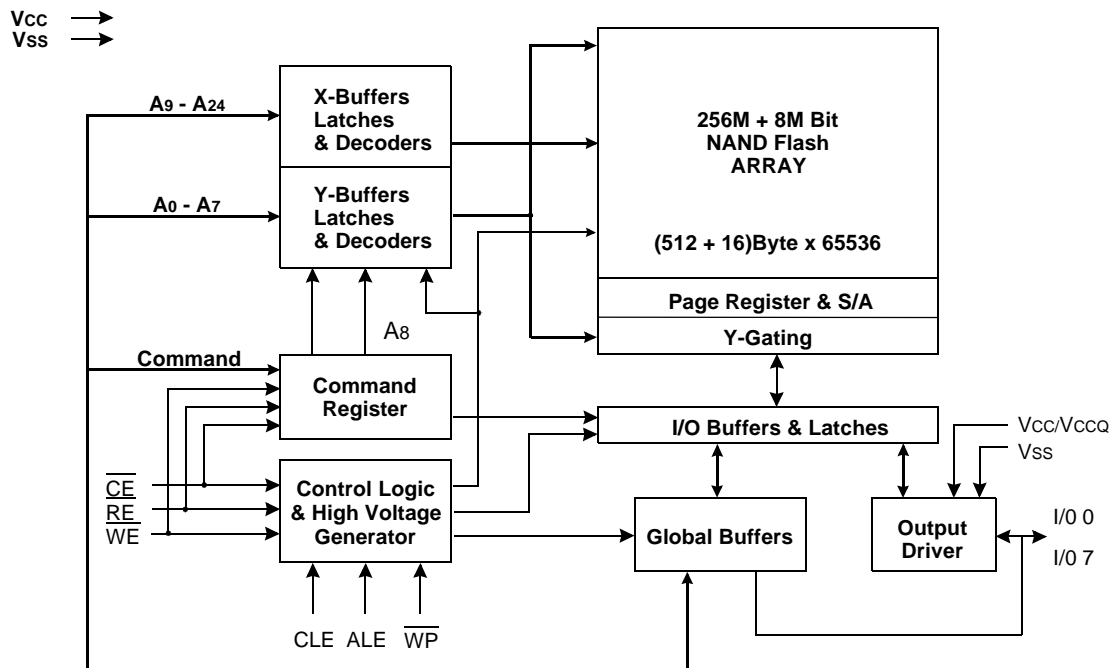 VCC
VSS
A9 - A24
X-Buffers
Latches
& Decoders
256M + 8M Bit
NAND Flash
ARRAY
A0 - A7
Y-Buffers
Latches
& Decoders
(512 + 16)Byte x 65536
Page Register & S/A
A8
Y-Gating
Command
Command
Register
I/O Buffers & Latches
VCC/VCCQ
VSS
CE
RE
WE
Control Logic
& High Voltage
Generator
Global Buffers
Output
Driver
I/0 0
I/0 7
CLE
ALE
WP